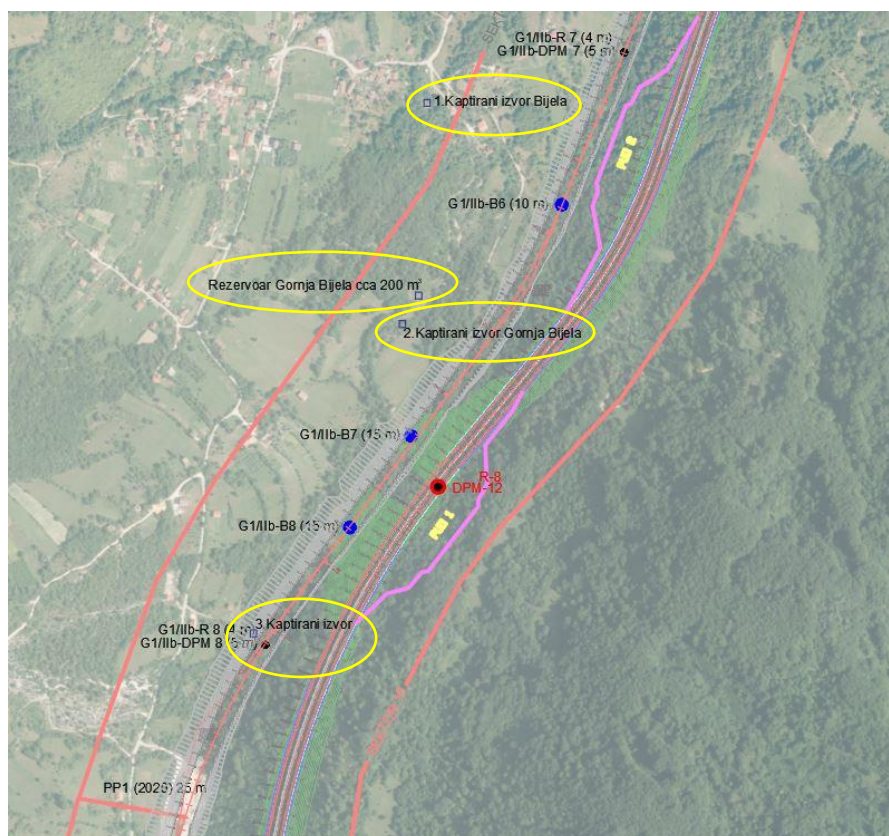 G1/IIb-R 7 (4 m)
G1/IIb-DPM 7 (5 m)
1.Kaptirani izvor Bijela
G1/IIb-B6 (10 m)
Rezervoar Gornja Bijela cca 200 m³
2.Kaptirani izvor Gornja Bijela
G1/IIb-B7 (15 m)
R-8
DPM-12
G1/IIb-B8 (15 m)
3.Kaptirani izvor
G1/IIb-R 8 (4 m)
G1/IIb-DPM 8 (5 m)
PP1 (2026) 25 m